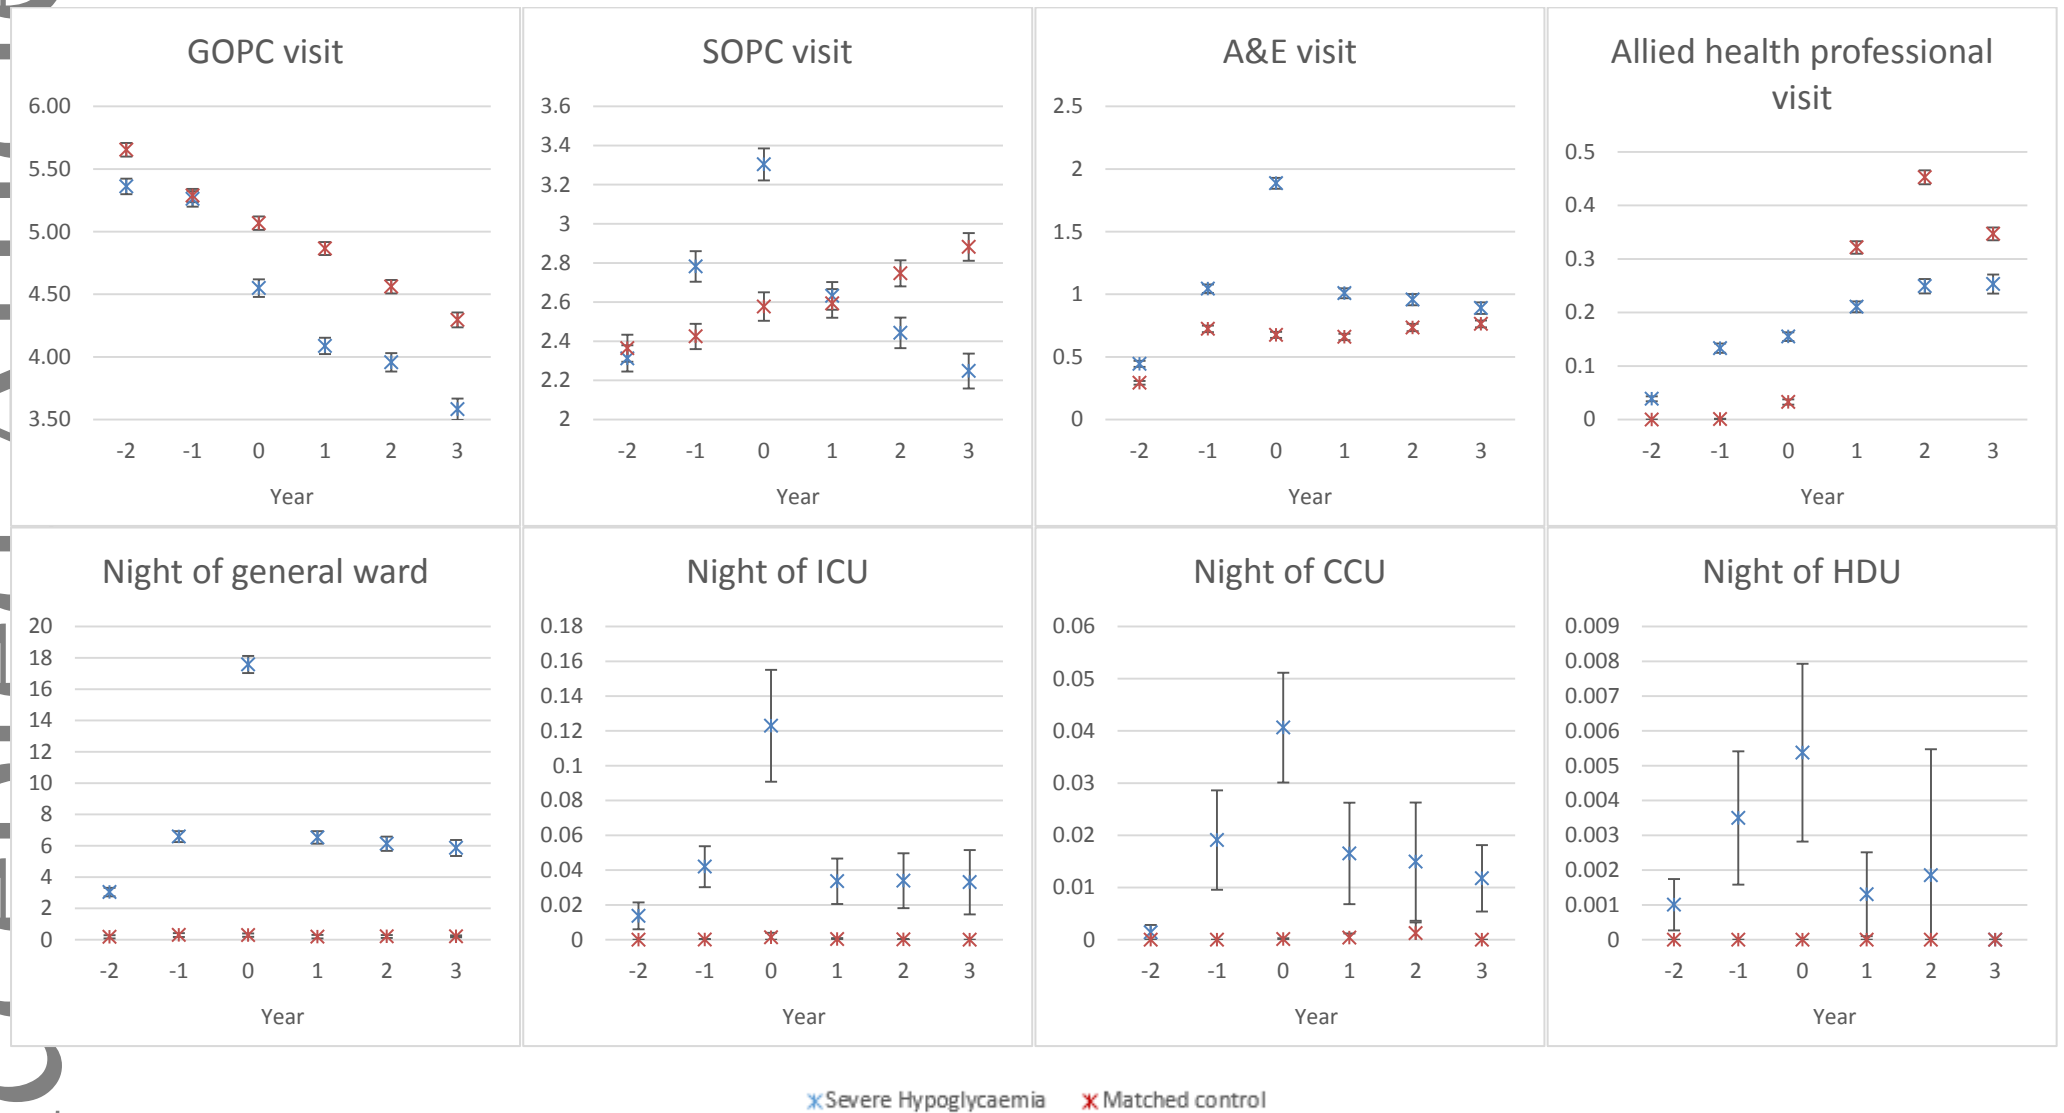 GOPC visit
6.00
5.50
5.00
4.50
4.00
3.50
-2 -1 0 1 2 3
Year
SOPC visit
3.6
3.4
3.2
3
2.8
2.6
2.4
2.2
2
-2 -1 0 1 2 3
Year
A&E visit
2.5
2
1.5
1
0.5
0
-2 -1 0 1 2 3
Year
Allied health professional
visit
0.5
0.4
0.3
0.2
0.1
0
-2 -1 0 1 2 3
Year
Night of general ward
20
18
16
14
12
10
8
6
4
2
0
-2 -1 0 1 2 3
Year
Night of ICU
0.18
0.16
0.14
0.12
0.1
0.08
0.06
0.04
0.02
0
-2 -1 0 1 2 3
Year
Night of CCU
0.06
0.05
0.04
0.03
0.02
0.01
0
-2 -1 0 1 2 3
Year
Night of HDU
0.009
0.008
0.007
0.006
0.005
0.004
0.003
0.002
0.001
0
-2 -1 0 1 2 3
Year
Severe Hypoglycaemia Matched control